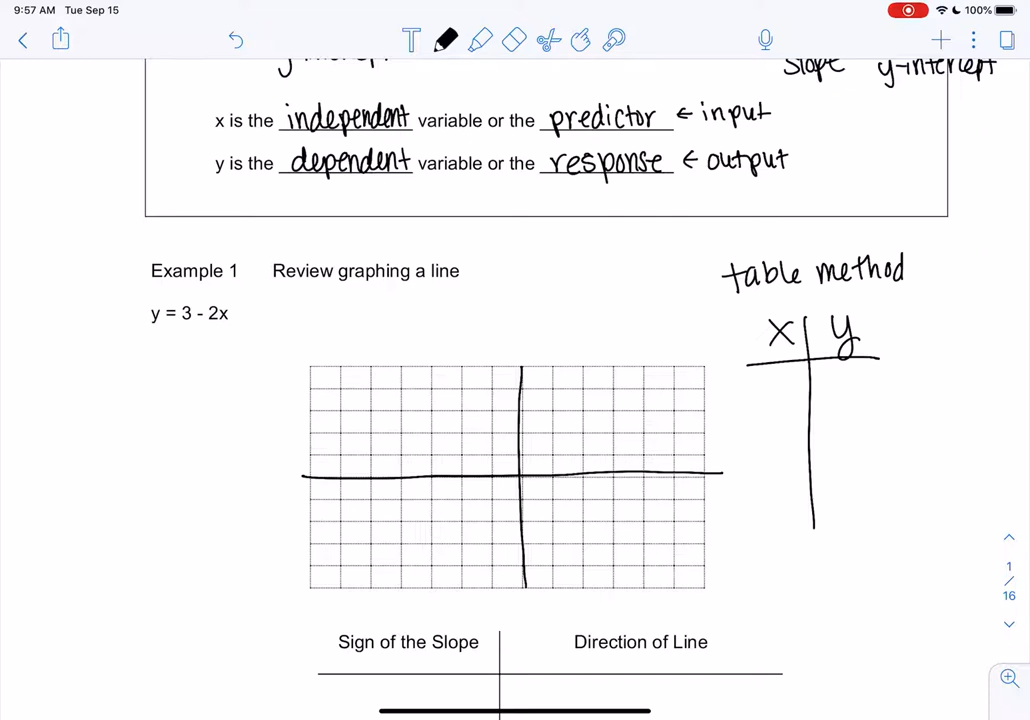 9:57 AM Tue Sep 15
100%
T
slope y-intercept
x is the independent variable or the predictor ← input
y is the dependent variable or the response ← output
Example 1 Review graphing a line
table method
y = 3 - 2x
x y
1
/
16
Sign of the Slope Direction of Line